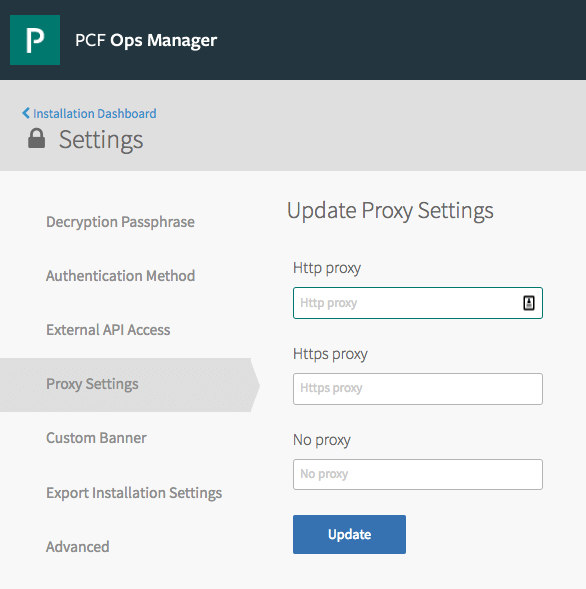 P
PCF Ops Manager
Installation Dashboard
Settings
Decryption Passphrase
Authentication Method
External API Access
Proxy Settings
Custom Banner
Export Installation Settings
Advanced
Update Proxy Settings
Http proxy
Http proxy
Https proxy
Https proxy
No proxy
No proxy
Update